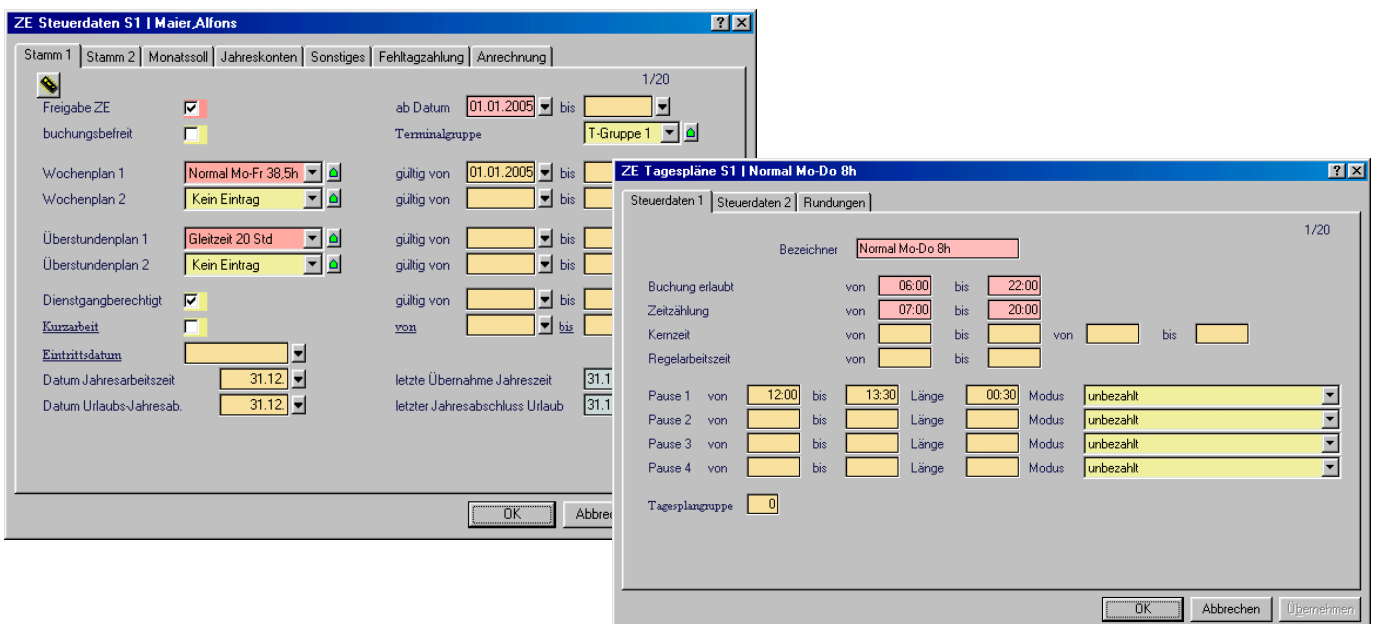 ZE Steuerdaten S1 | Maier,Alfons
Stamm 1 Stamm 2 Monatssoll Jahreskonten Sonstiges Fehltagzahlung Anrechnung
1/20
Freigabe ZE ab Datum 01.01.2005 bis
buchungsbefreit Terminalgruppe T-Gruppe 1
Wochenplan 1 Normal Mo-Fr 38,5h gültig von 01.01.2005 bis
Wochenplan 2 Kein Eintrag gültig von bis
Überstundenplan 1 Gleitzeit 20 Std gültig von bis
Überstundenplan 2 Kein Eintrag gültig von bis
Dienstgangberechtigt gültig von bis
Kurzarbeit von bis
Eintrittsdatum
Datum Jahresarbeitszeit 31.12. letzte Übernahme Jahreszeit 31.1
Datum Urlaubs-Jahresab. 31.12. letzter Jahresabschluss Urlaub 31.1
OK Abbre
ZE Tagespläne S1 | Normal Mo-Do 8h
Steuerdaten 1 Steuerdaten 2 Rundungen
1/20
Bezeichner Normal Mo-Do 8h
Buchung erlaubt von 06:00 bis 22:00
Zeitzählung von 07:00 bis 20:00
Kernzeit von bis von bis
Regelarbeitszeit von bis
Pause 1 von 12:00 bis 13:30 Länge 00:30 Modus unbezahlt
Pause 2 von bis Länge Modus unbezahlt
Pause 3 von bis Länge Modus unbezahlt
Pause 4 von bis Länge Modus unbezahlt
Tagesplangruppe 0
OK Abbrechen Übernehmen